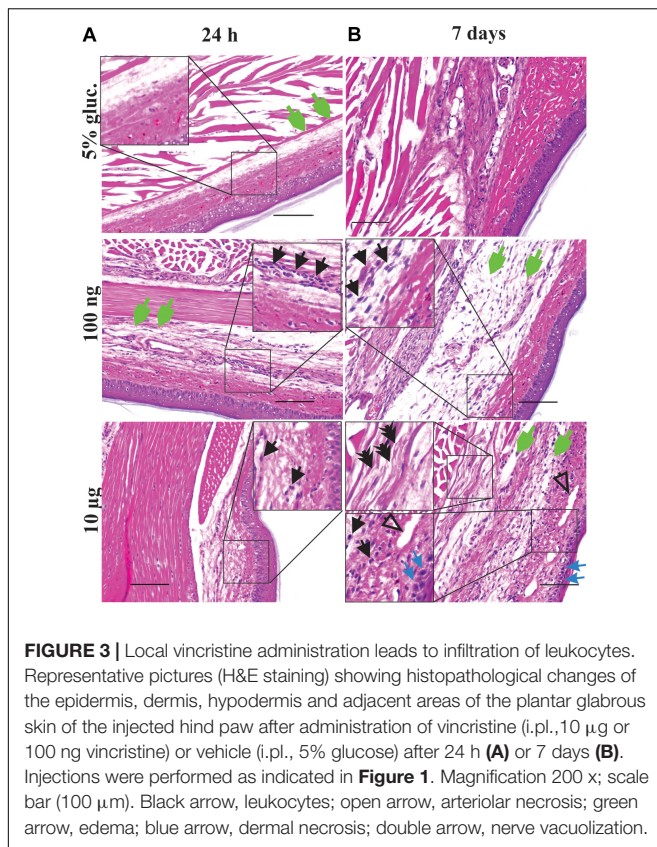 A
24 h
B
7 days
5% gluc.
100 ng
10 µg
FIGURE 3 | Local vincristine administration leads to infiltration of leukocytes.
Representative pictures (H&E staining) showing histopathological changes of
the epidermis, dermis, hypodermis and adjacent areas of the plantar glabrous
skin of the injected hind paw after administration of vincristine (i.pl.,10 µg or
100 ng vincristine) or vehicle (i.pl., 5% glucose) after 24 h (A) or 7 days (B).
Injections were performed as indicated in Figure 1. Magnification 200 x; scale
bar (100 µm). Black arrow, leukocytes; open arrow, arteriolar necrosis; green
arrow, edema; blue arrow, dermal necrosis; double arrow, nerve vacuolization.